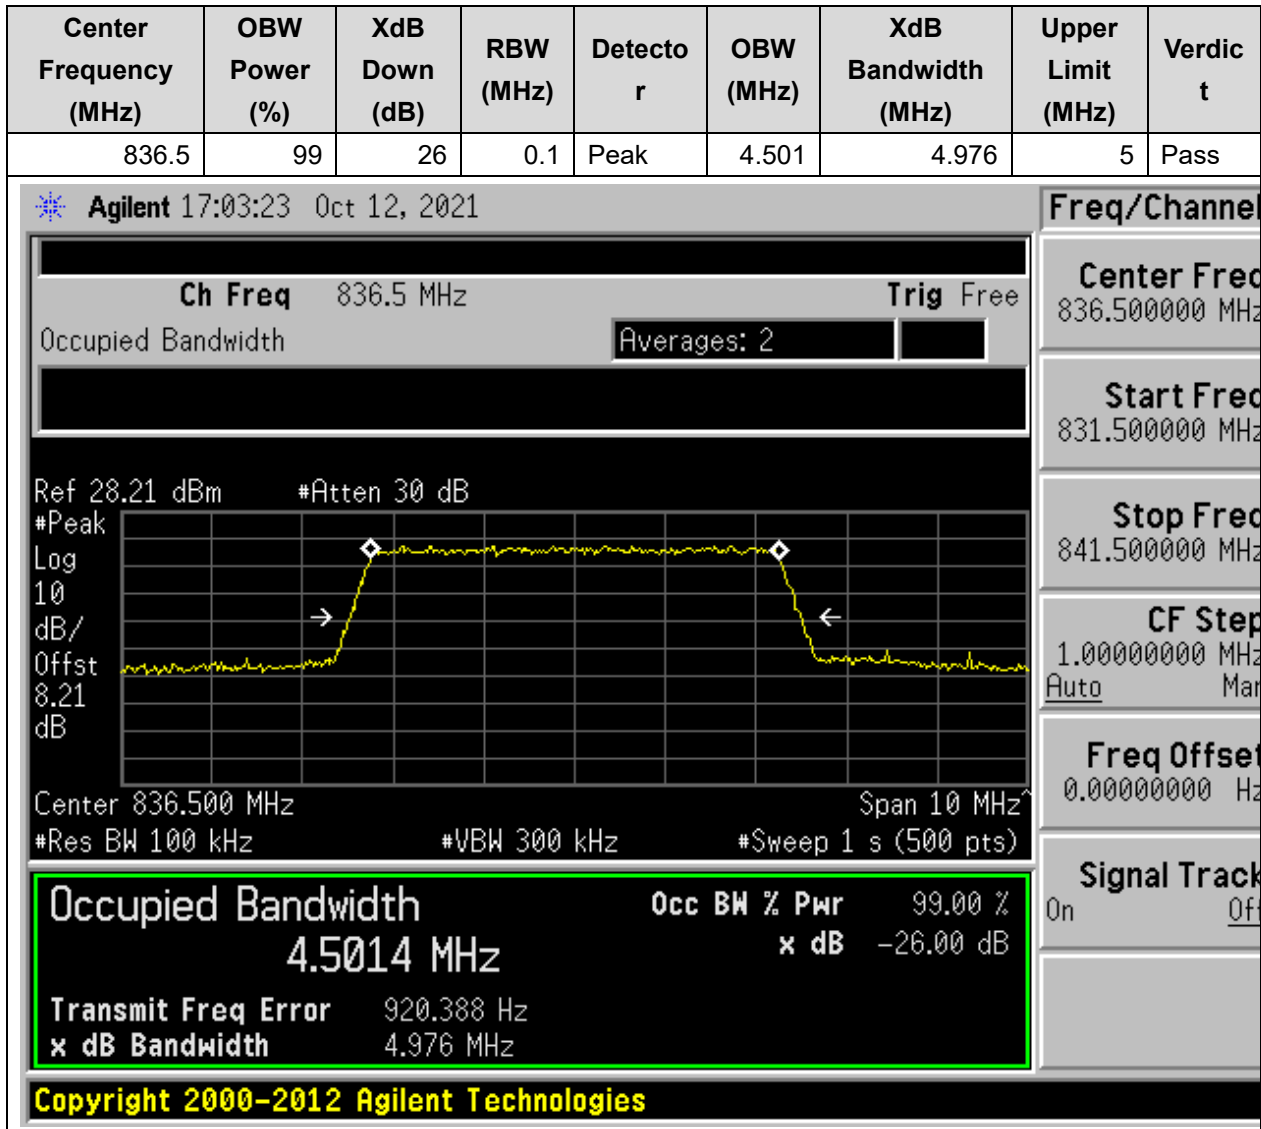 Center Frequency (MHz) OBW Power (%) XdB Down (dB) RBW (MHz) Detecto r OBW (MHz) XdB Bandwidth (MHz) Upper Limit (MHz) Verdic t
836.5 99 26 0.1 Peak 4.501 4.976 5 Pass
Agilent 17:03:23 Oct 12, 2021
Ch Freq 836.5 MHz Trig Free
Occupied Bandwidth Averages: 2
Ref 28.21 dBm #Atten 30 dB
#Peak
Log
10
dB/
Offst
8.21
dB
Center 836.500 MHz Span 10 MHz^
#Res BW 100 kHz #VBW 300 kHz #Sweep 1 s (500 pts)
Occupied Bandwidth Occ BW % Pwr 99.00 %
4.5014 MHz x dB -26.00 dB
Transmit Freq Error 920.388 Hz
x dB Bandwidth 4.976 MHz
Copyright 2000-2012 Agilent Technologies
Freq/Channel
Center Freq
836.500000 MHz
Start Freq
831.500000 MHz
Stop Freq
841.500000 MHz
CF Step
1.00000000 MHz
Auto Man
Freq Offset
0.00000000 Hz
Signal Track
On Off